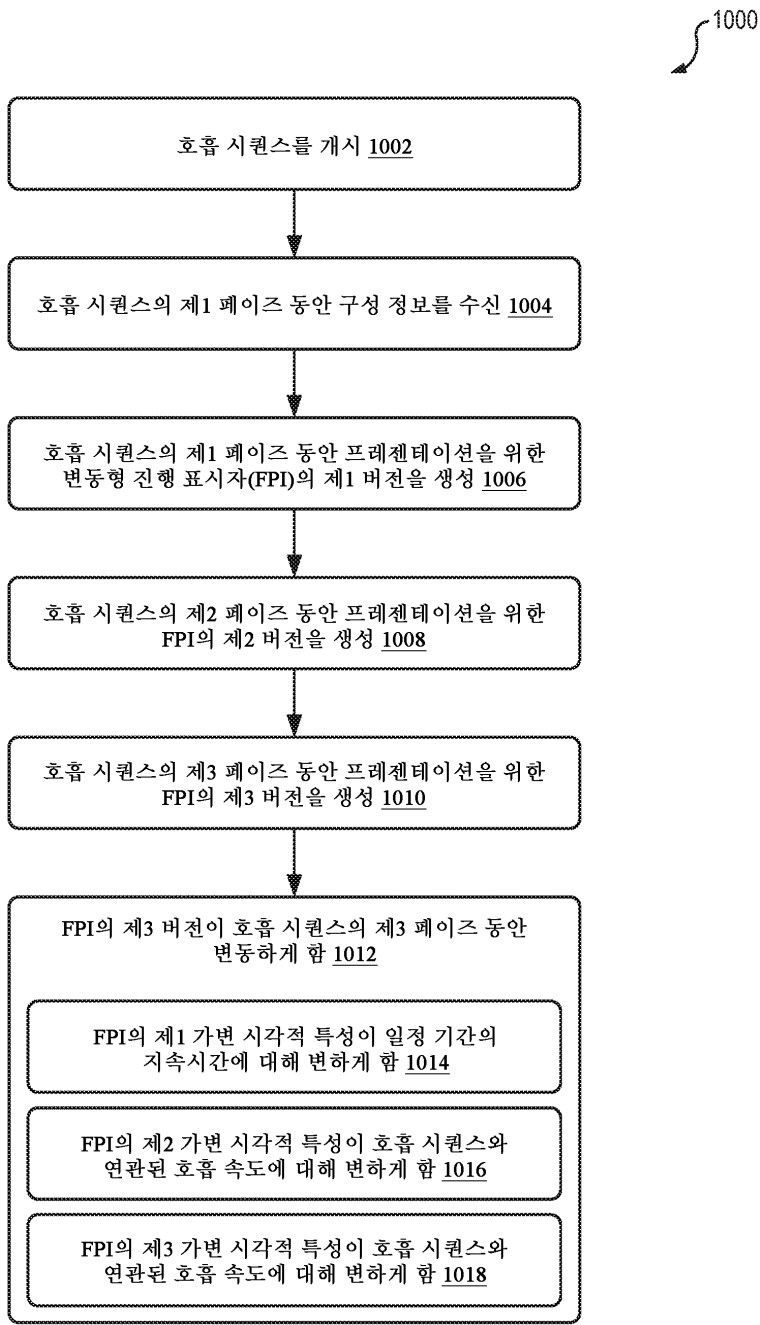 1000
호흡 시퀀스를 개시 1002
호흡 시퀀스의 제1 페이즈 동안 구성 정보를 수신 1004
호흡 시퀀스의 제1 페이즈 동안 프레젠테이션을 위한
변동형 진행 표시자(FPI)의 제1 버전을 생성 1006
호흡 시퀀스의 제2 페이즈 동안 프레젠테이션을 위한
FPI의 제2 버전을 생성 1008
호흡 시퀀스의 제3 페이즈 동안 프레젠테이션을 위한
FPI의 제3 버전을 생성 1010
FPI의 제3 버전이 호흡 시퀀스의 제3 페이즈 동안
변동하게 함 1012
FPI의 제1 가변 시각적 특성이 일정 기간의
지속시간에 대해 변하게 함 1014
FPI의 제2 가변 시각적 특성이 호흡 시퀀스와
연관된 호흡 속도에 대해 변하게 함 1016
FPI의 제3 가변 시각적 특성이 호흡 시퀀스와
연관된 호흡 속도에 대해 변하게 함 1018